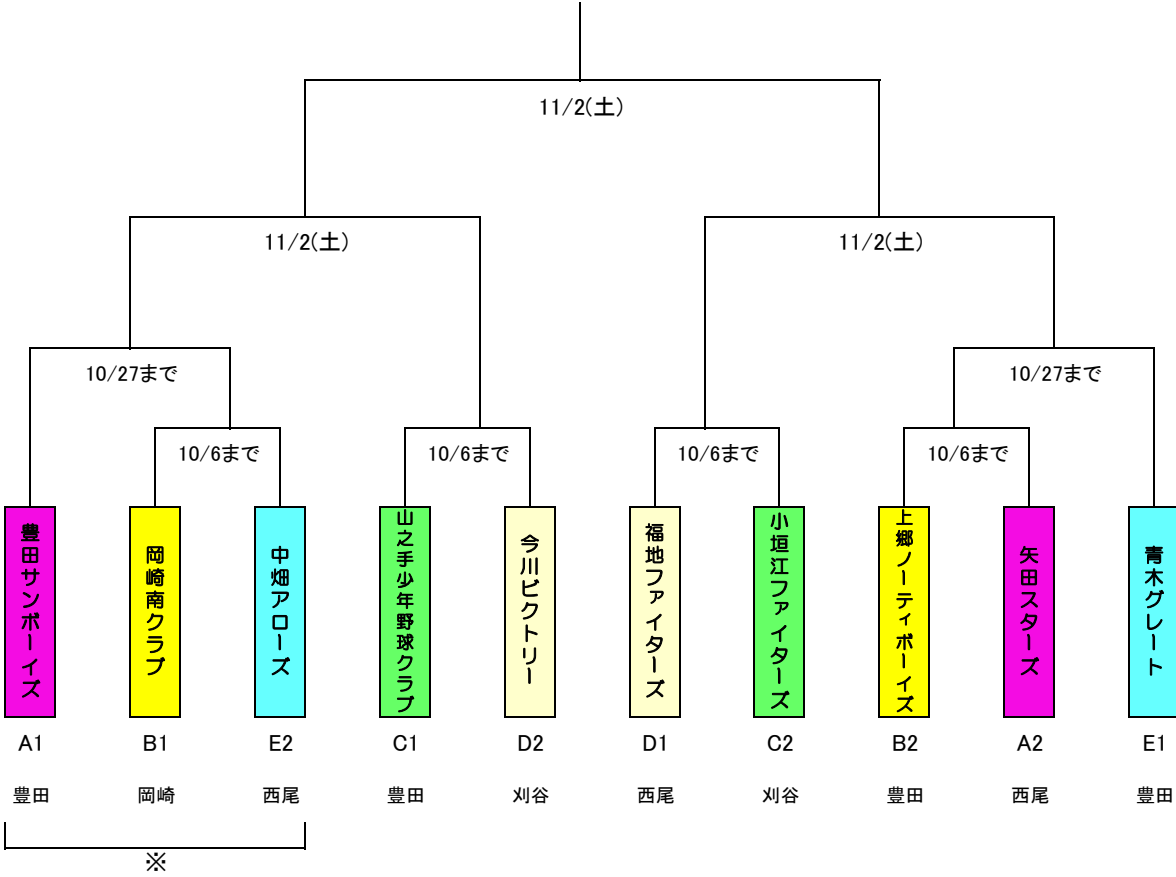 11/2(土)
11/2(土)
11/2(土)
10/27まで
10/27まで
10/6まで
10/6まで
10/6まで
10/6まで
豊田サンボーイズ
岡崎南クラブ
中畑アローズ
山之手少年野球クラブ
今川ビクトリー
福地ファイターズ
小垣江ファイターズ
上郷ノーティボーイズ
矢田スターズ
青木グレート
A1 B1 E2 C1 D2 D1 C2 B2 A2 E1
豊田 岡崎 西尾 豊田 刈谷 西尾 刈谷 豊田 西尾 豊田
※